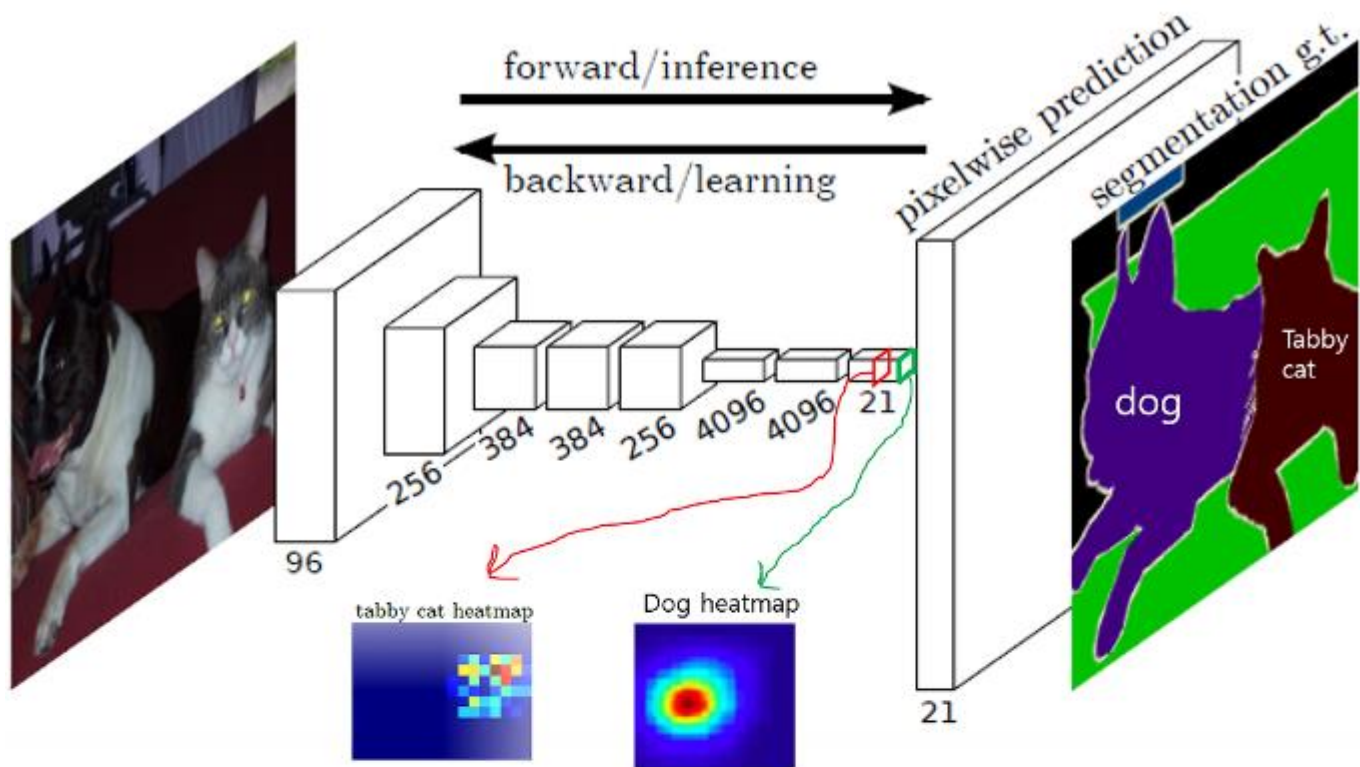 forward/inference
backward/learning
pixelwise prediction
segmentation g.t.
96
256
384
384
256
4096
4096
21
21
dog
Tabby
cat
tabby cat heatmap
Dog heatmap